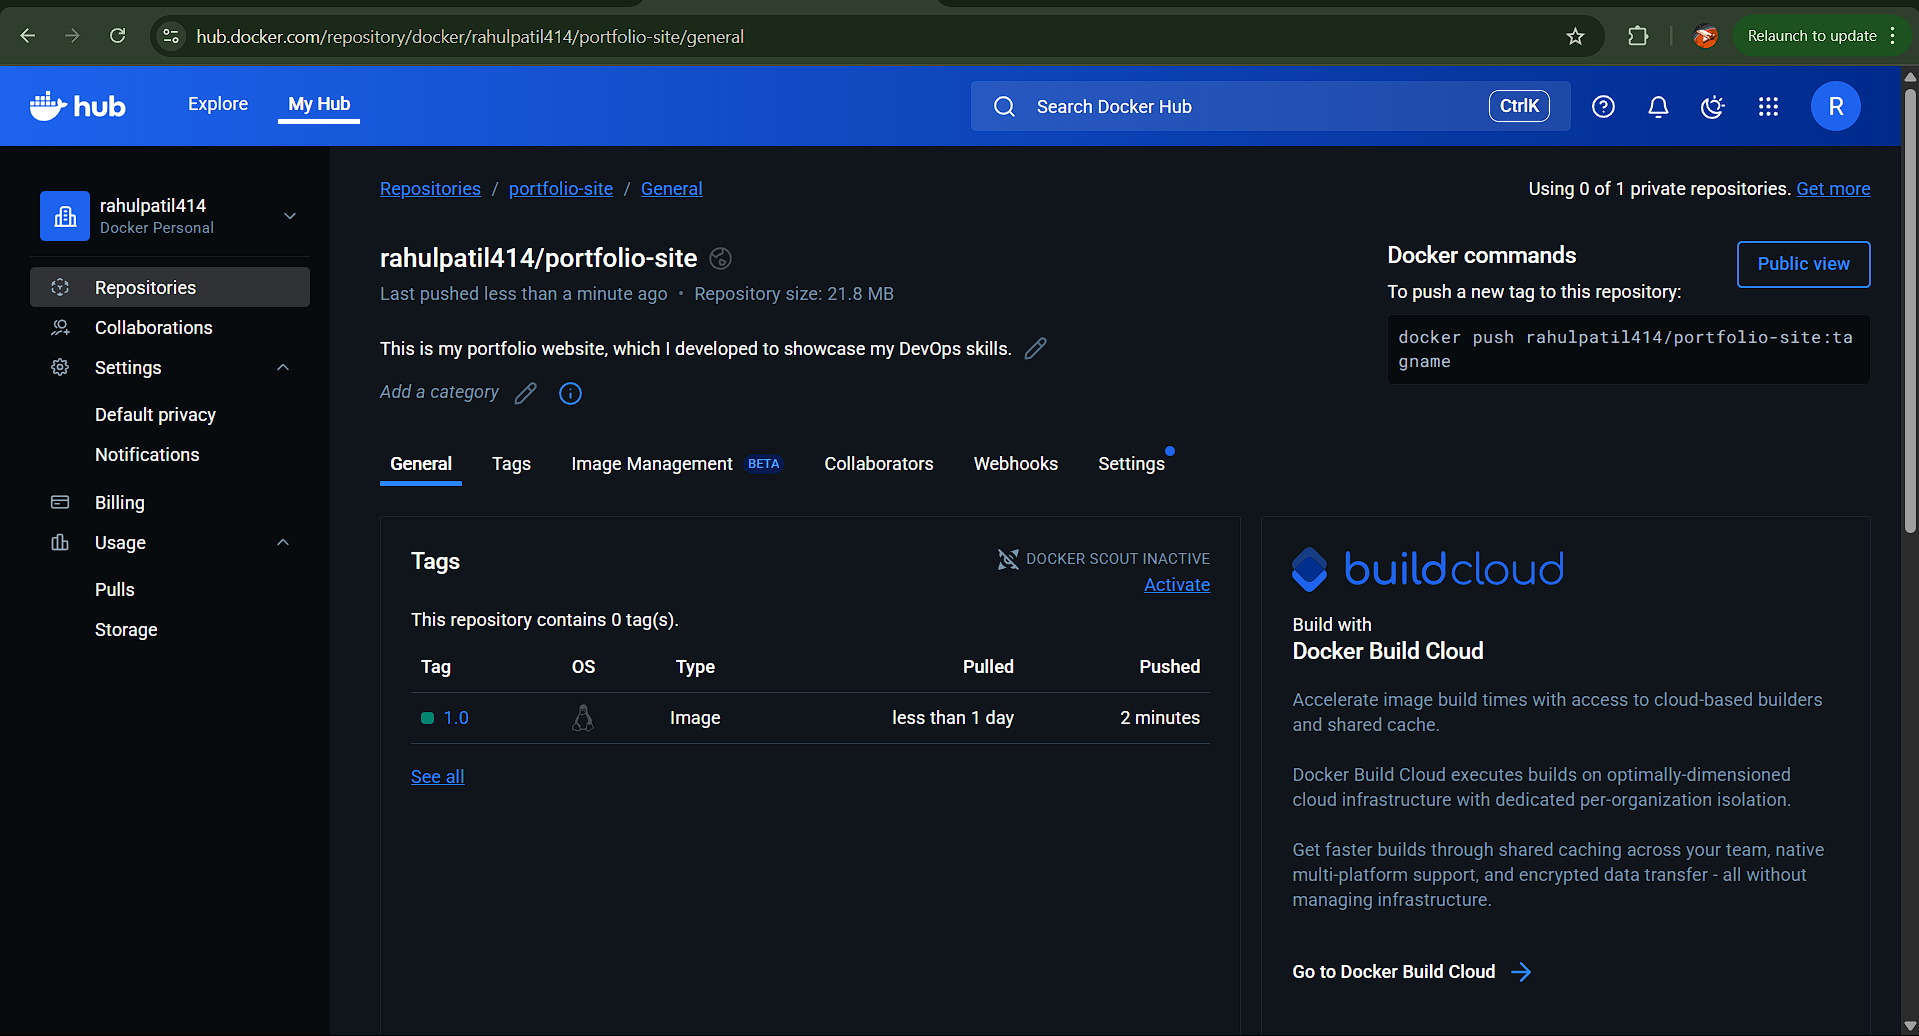 hub.docker.com/repository/docker/rahulpatil414/portfolio-site/general
Relaunch to update
hub
Explore
My Hub
Search Docker Hub
CtrlK
R
rahulpatil414
Docker Personal
Repositories
Collaborations
Settings
Default privacy
Notifications
Billing
Usage
Pulls
Storage
Repositories / portfolio-site / General
Using 0 of 1 private repositories. Get more
rahulpatil414/portfolio-site
Last pushed less than a minute ago • Repository size: 21.8 MB
This is my portfolio website, which I developed to showcase my DevOps skills.
Add a category
Docker commands
Public view
To push a new tag to this repository:
docker push rahulpatil414/portfolio-site:ta
gname
General
Tags
Image Management BETA
Collaborators
Webhooks
Settings
Tags
DOCKER SCOUT INACTIVE
Activate
This repository contains 0 tag(s).
Tag OS Type Pulled Pushed
1.0 Image less than 1 day 2 minutes
See all
buildcloud
Build with
Docker Build Cloud
Accelerate image build times with access to cloud-based builders
and shared cache.
Docker Build Cloud executes builds on optimally-dimensioned
cloud infrastructure with dedicated per-organization isolation.
Get faster builds through shared caching across your team, native
multi-platform support, and encrypted data transfer - all without
managing infrastructure.
Go to Docker Build Cloud